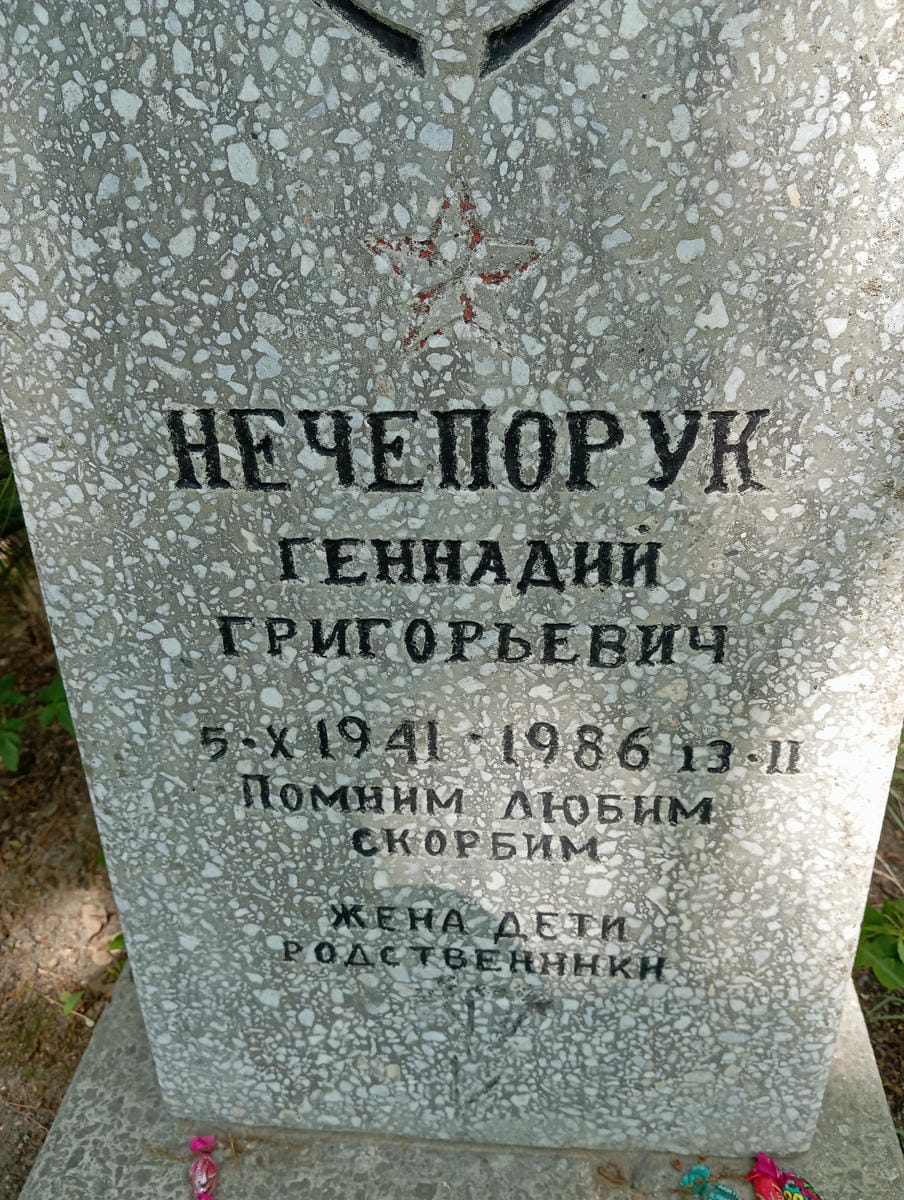 НЕЧЕПОРУК
ГЕННАДИЙ
ГРИГОРЬЕВИЧ
5·X 1941 · 1986 13·II
Помним любим
скорбим
ЖЕНА ДЕТИ
РОДСТВЕННИКИ